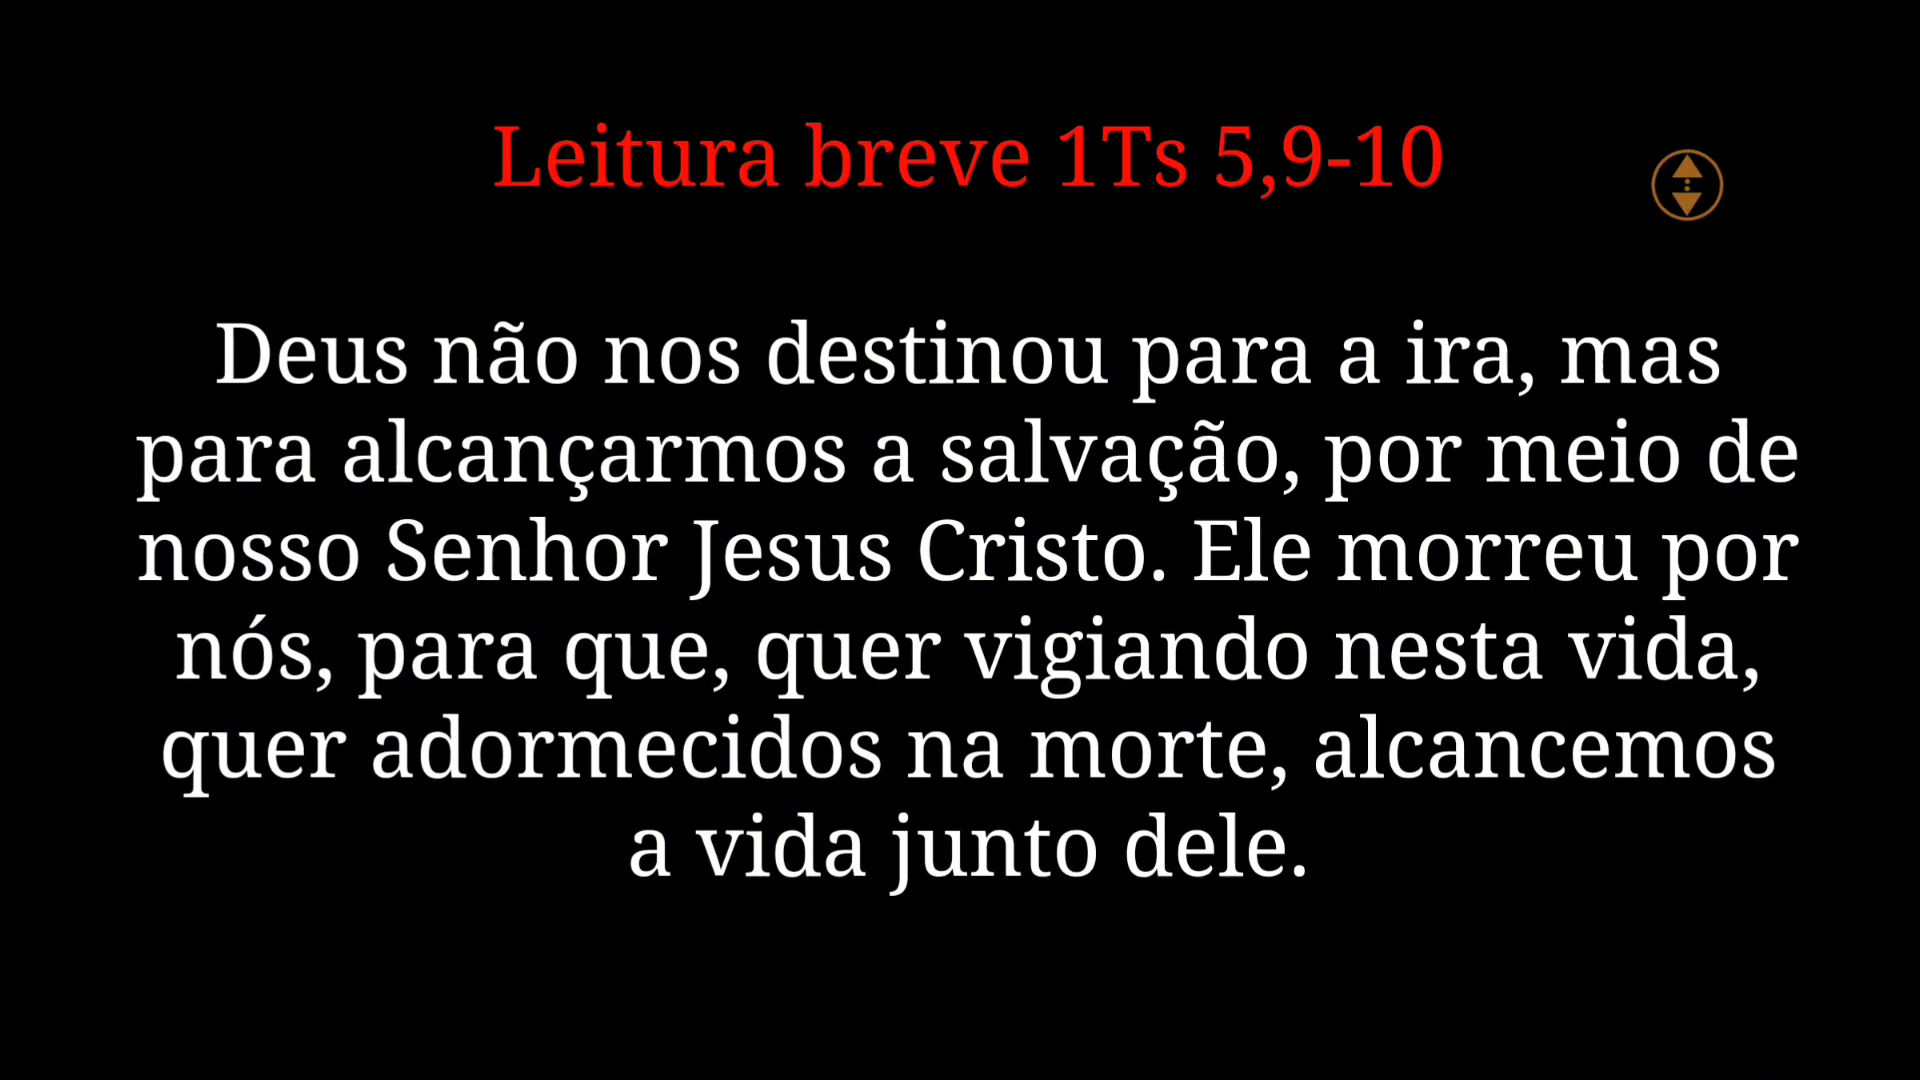 Leitura breve 1Ts 5,9-10
Deus não nos destinou para a ira, mas
para alcançarmos a salvação, por meio de
nosso Senhor Jesus Cristo. Ele morreu por
nós, para que, quer vigiando nesta vida,
quer adormecidos na morte, alcancemos
a vida junto dele.